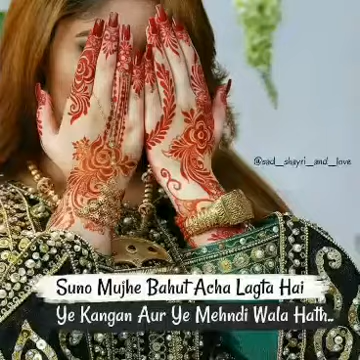 @sad_shayri_and_love
Suno Mujhe Bahut Acha Lagta Hai
Ye Kangan Aur Ye Mehndi Wala Hath..